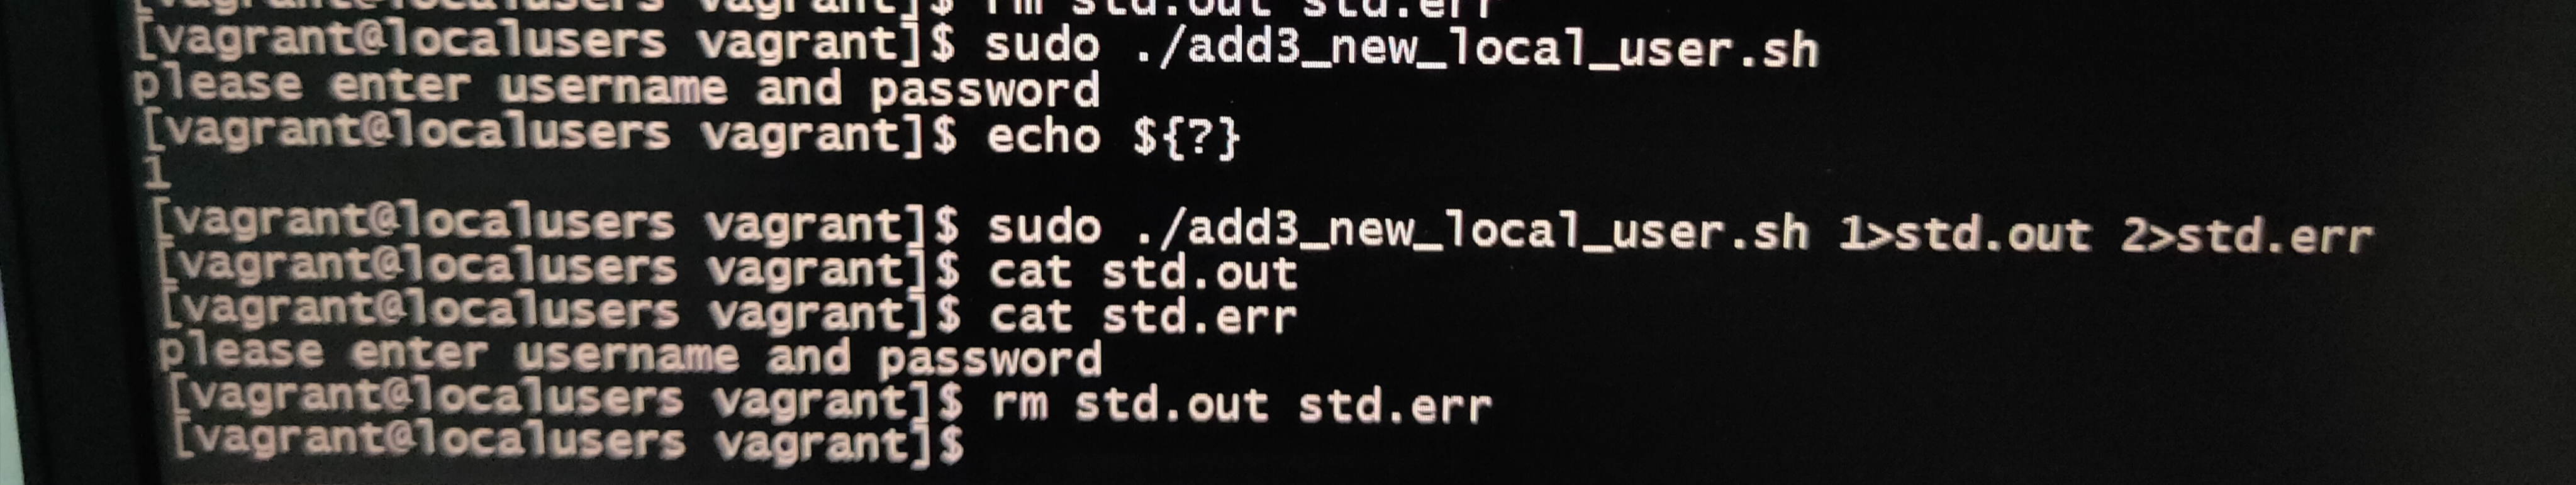 [vagrant@localusers vagrant]$ rm std.out std.err
[vagrant@localusers vagrant]$ sudo ./add3_new_local_user.sh
please enter username and password
[vagrant@localusers vagrant]$ echo ${?}
1
[vagrant@localusers vagrant]$ sudo ./add3_new_local_user.sh 1>std.out 2>std.err
[vagrant@localusers vagrant]$ cat std.out
[vagrant@localusers vagrant]$ cat std.err
please enter username and password
[vagrant@localusers vagrant]$ rm std.out std.err
[vagrant@localusers vagrant]$